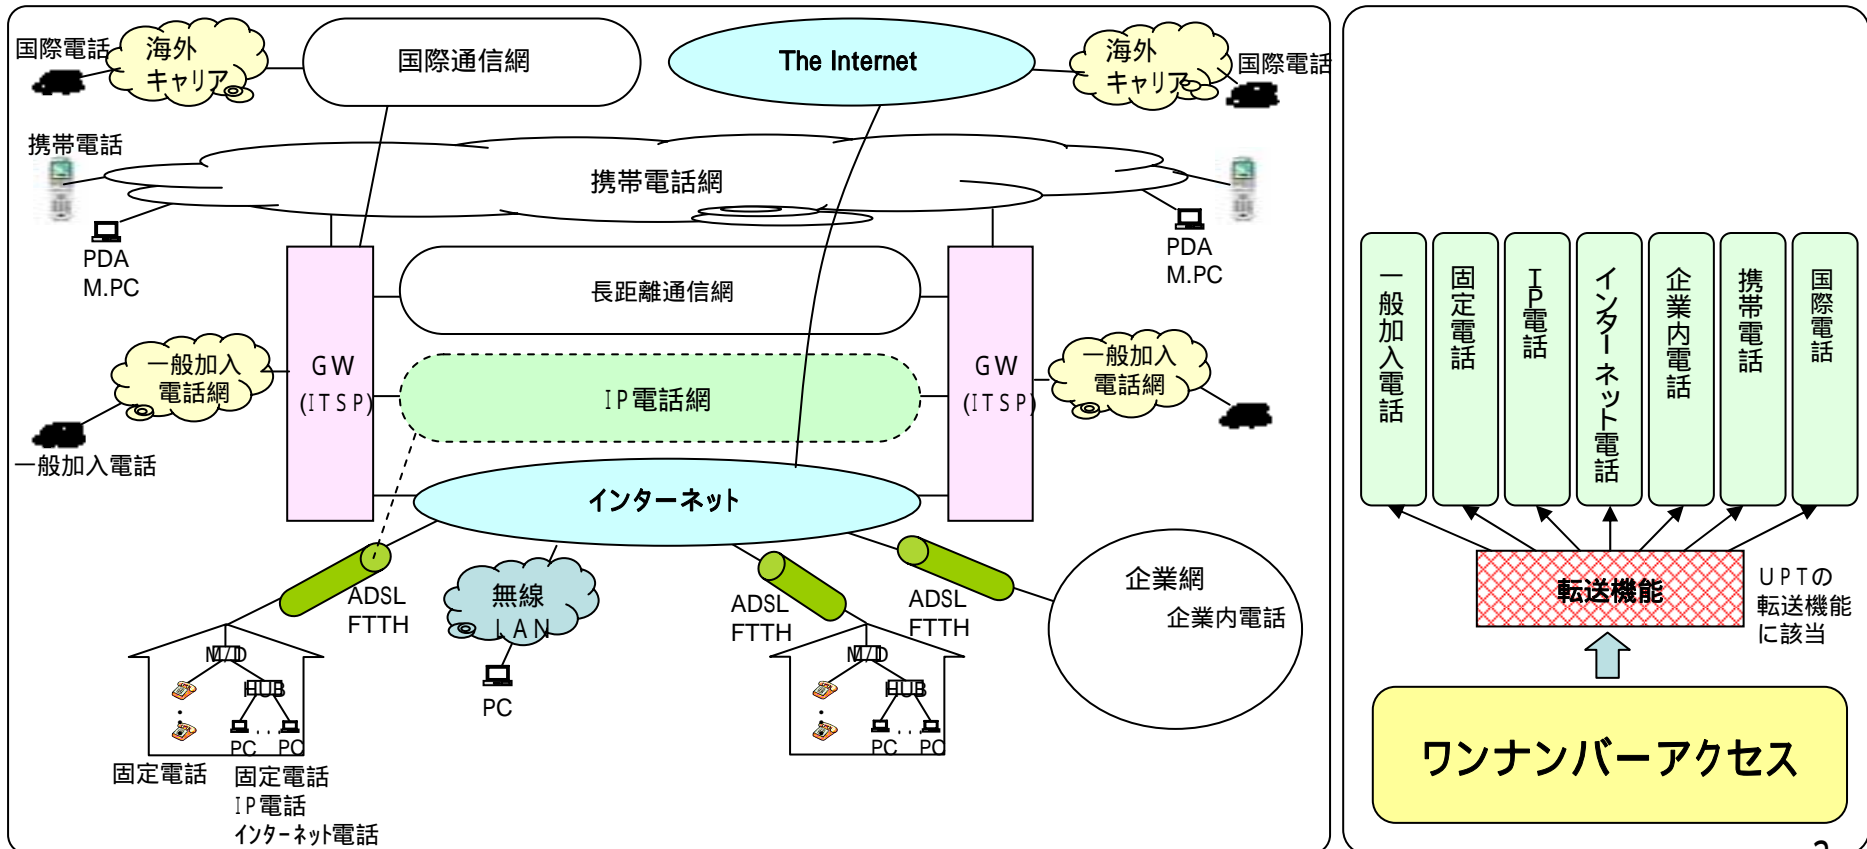 国際電話
海外
キャリア
国際通信網
The Internet
海外
キャリア
国際電話
携帯電話
携帯電話網
PDA
M.PC
PDA
M.PC
長距離通信網
一般加入
電話網
GW
(ITSP)
IP電話網
GW
(ITSP)
一般加入
電話網
一般加入電話
インターネット
ADSL
FTTH
無線
LAN
PC
ADSL
FTTH
ADSL
FTTH
企業網
企業内電話
M/D
HUB
PC
PC
固定電話
固定電話
IP電話
インターネット電話
M/D
HUB
PC
PC
一般加入電話
固定電話
IP電話
インターネット電話
企業内電話
携帯電話
国際電話
転送機能
UPTの
転送機能
に該当
ワンナンバーアクセス